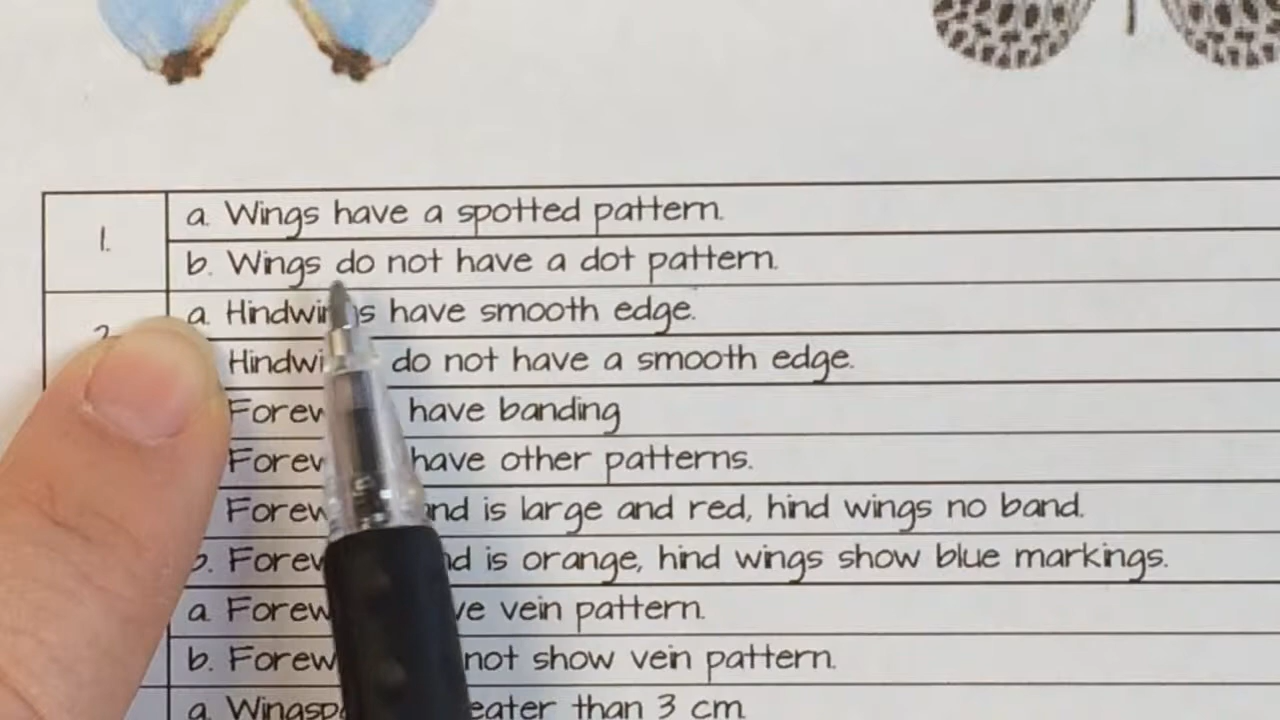 1.
a. Wings have a spotted pattern.
b. Wings do not have a dot pattern.
a. Hindwings have smooth edge.
Hindwi do not have a smooth edge.
Forew have banding
Forew have other patterns.
Forew nd is large and red, hind wings no band.
b. Forew nd is orange, hind wings show blue markings.
a. Forew ve vein pattern.
b. Forew not show vein pattern.
a. Wingsp eater than 3 cm